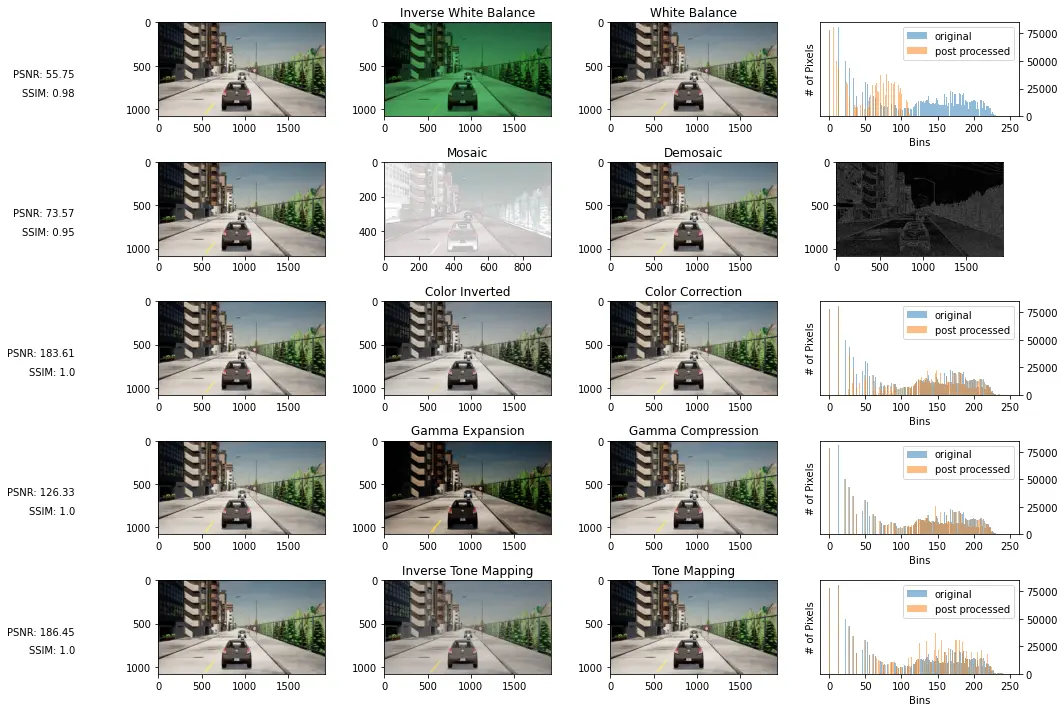 Inverse White Balance
White Balance
PSNR: 55.75
SSIM: 0.98
0
500
1000
0 500 1000 1500
0
500
1000
0 500 1000 1500
0
500
1000
0 500 1000 1500
original
post processed
# of Pixels
75000
50000
25000
0
0 50 100 150 200 250
Bins
Mosaic
Demosaic
PSNR: 73.57
SSIM: 0.95
0
500
1000
0 500 1000 1500
0
200
400
0 200 400 600 800
0
500
1000
0 500 1000 1500
0
500
1000
0 500 1000 1500
Color Inverted
Color Correction
PSNR: 183.61
SSIM: 1.0
0
500
1000
0 500 1000 1500
0
500
1000
0 500 1000 1500
0
500
1000
0 500 1000 1500
original
post processed
# of Pixels
75000
50000
25000
0
0 50 100 150 200 250
Bins
Gamma Expansion
Gamma Compression
PSNR: 126.33
SSIM: 1.0
0
500
1000
0 500 1000 1500
0
500
1000
0 500 1000 1500
0
500
1000
0 500 1000 1500
original
post processed
# of Pixels
75000
50000
25000
0
0 50 100 150 200 250
Bins
Inverse Tone Mapping
Tone Mapping
PSNR: 186.45
SSIM: 1.0
0
500
1000
0 500 1000 1500
0
500
1000
0 500 1000 1500
0
500
1000
0 500 1000 1500
original
post processed
# of Pixels
75000
50000
25000
0
0 50 100 150 200 250
Bins